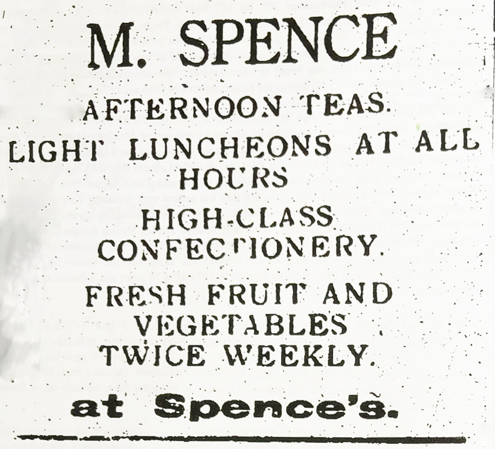 M. SPENCE
AFTERNOON TEAS.
LIGHT LUNCHEONS AT ALL
HOURS
HIGH-CLASS
CONFECTIONERY.
FRESH FRUIT AND
VEGETABLES
TWICE WEEKLY.
at Spence's.